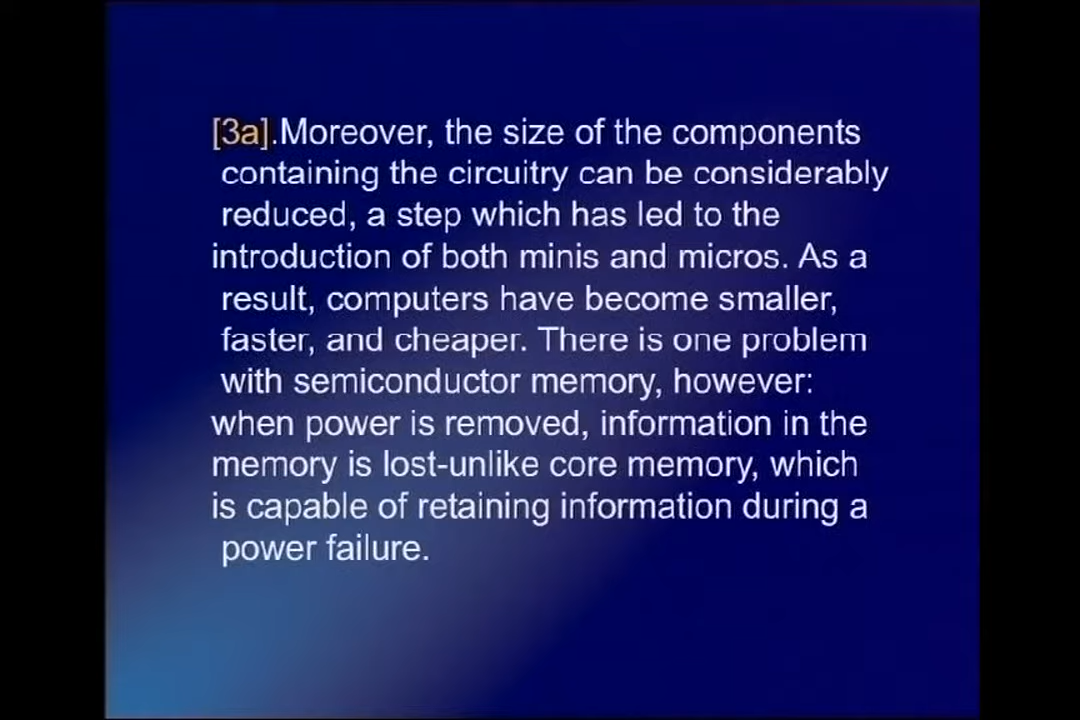 [3a].Moreover, the size of the components
containing the circuitry can be considerably
reduced, a step which has led to the
introduction of both minis and micros. As a
result, computers have become smaller,
faster, and cheaper. There is one problem
with semiconductor memory, however:
when power is removed, information in the
memory is lost-unlike core memory, which
is capable of retaining information during a
power failure.